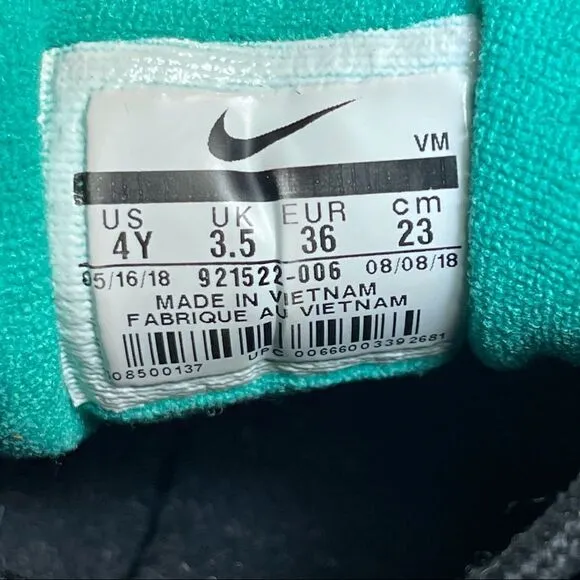 VM
US UK EUR cm
4Y 3.5 36 23
05/16/18 921522-006 08/08/18
MADE IN VIETNAM
FABRIQUE AU VIETNAM
08500137 UPC 00666003392681